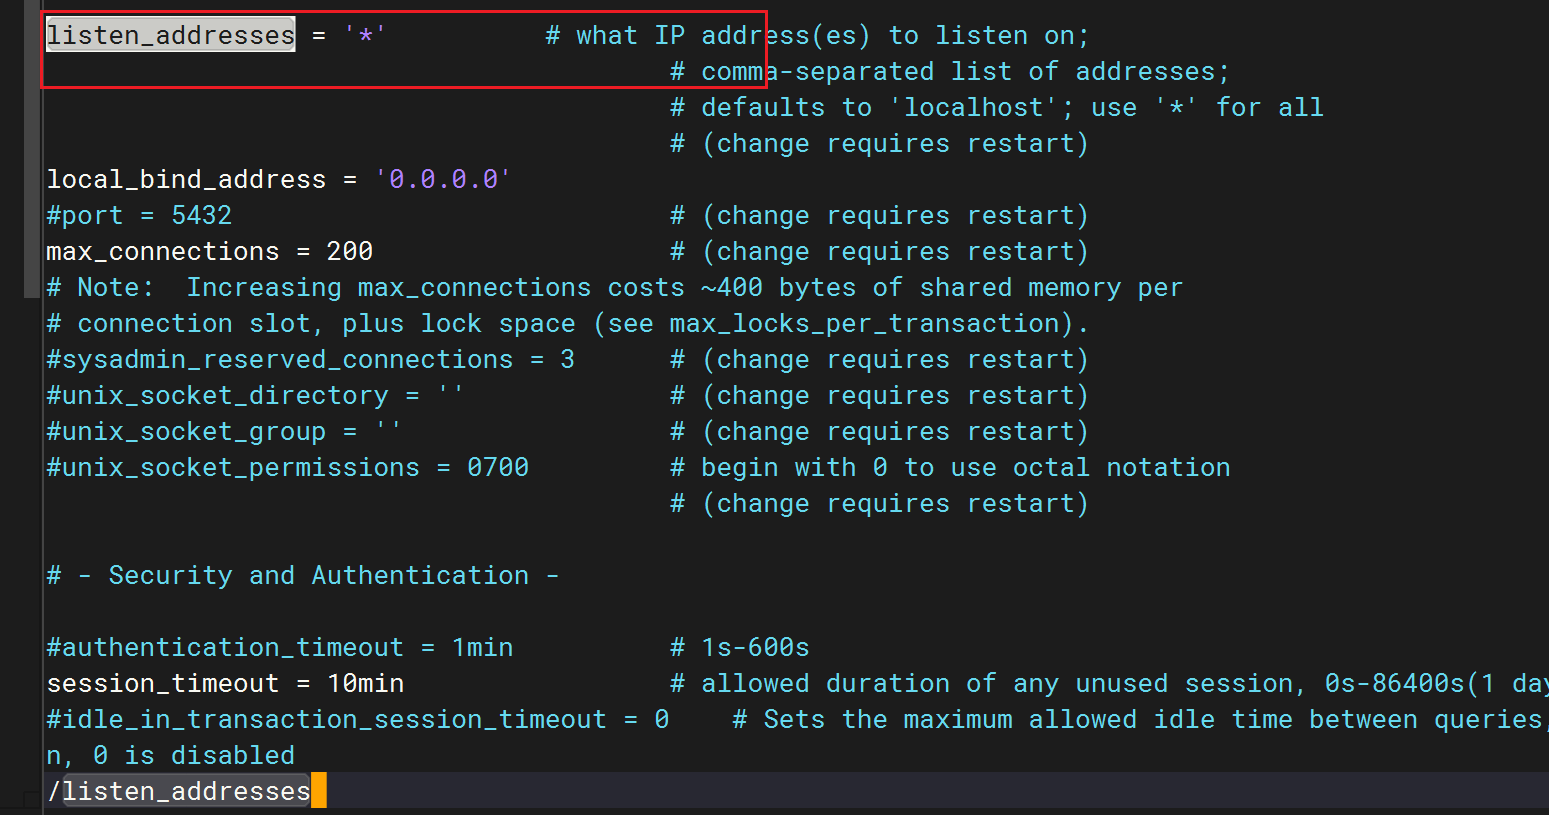 listen_addresses = '*'          # what IP address(es) to listen on;
                                        # comma-separated list of addresses;
                                        # defaults to 'localhost'; use '*' for all
                                        # (change requires restart)
local_bind_address = '0.0.0.0'
#port = 5432                            # (change requires restart)
max_connections = 200                   # (change requires restart)
# Note:  Increasing max_connections costs ~400 bytes of shared memory per
# connection slot, plus lock space (see max_locks_per_transaction).
#sysadmin_reserved_connections = 3      # (change requires restart)
#unix_socket_directory = ''             # (change requires restart)
#unix_socket_group = ''                 # (change requires restart)
#unix_socket_permissions = 0700         # begin with 0 to use octal notation
                                        # (change requires restart)

# - Security and Authentication -

#authentication_timeout = 1min          # 1s-600s
session_timeout = 10min                 # allowed duration of any unused session, 0s-86400s(1 day
#idle_in_transaction_session_timeout = 0    # Sets the maximum allowed idle time between queries,
n, 0 is disabled
/listen_addresses